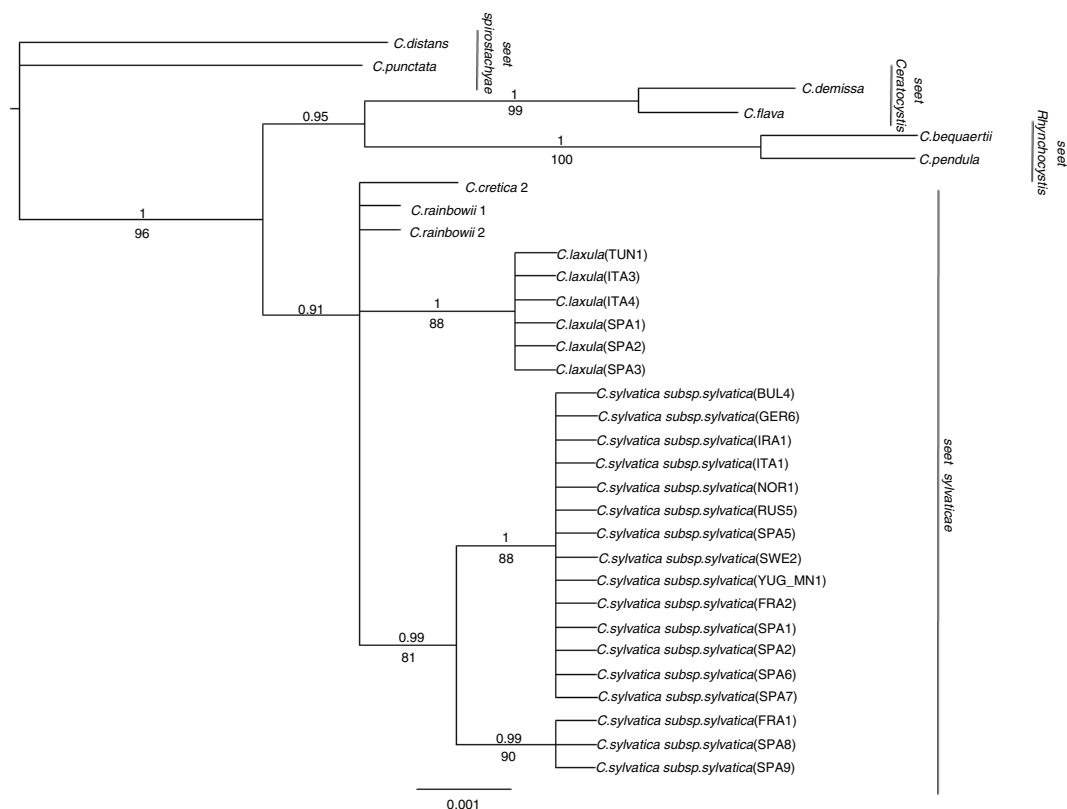 C.distans
C.punctata
seet
spirostachyae
1
99
C.demissa
C.flava
seet
Ceratocystis
0.95
1
100
C.bequaertii
C.pendula
seet
Rhynchocystis
1
96
C.cretica 2
C.rainbowii 1
C.rainbowii 2
0.91
1
88
C.laxula(TUN1)
C.laxula(ITA3)
C.laxula(ITA4)
C.laxula(SPA1)
C.laxula(SPA2)
C.laxula(SPA3)
C.sylvatica subsp.sylvatica(BUL4)
C.sylvatica subsp.sylvatica(GER6)
C.sylvatica subsp.sylvatica(IRA1)
C.sylvatica subsp.sylvatica(ITA1)
C.sylvatica subsp.sylvatica(NOR1)
C.sylvatica subsp.sylvatica(RUS5)
C.sylvatica subsp.sylvatica(SPA5)
1
88
C.sylvatica subsp.sylvatica(SWE2)
C.sylvatica subsp.sylvatica(YUG_MN1)
C.sylvatica subsp.sylvatica(FRA2)
C.sylvatica subsp.sylvatica(SPA1)
C.sylvatica subsp.sylvatica(SPA2)
C.sylvatica subsp.sylvatica(SPA6)
C.sylvatica subsp.sylvatica(SPA7)
0.99
81
C.sylvatica subsp.sylvatica(FRA1)
C.sylvatica subsp.sylvatica(SPA8)
C.sylvatica subsp.sylvatica(SPA9)
0.99
90
seet sylvaticae
0.001